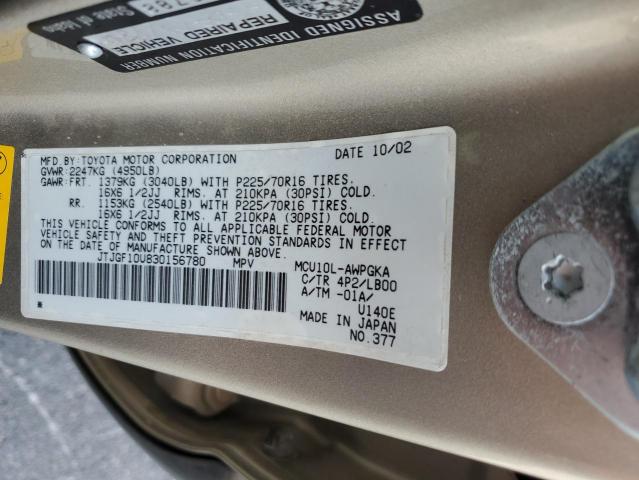 State of Idaho
REPAIRED VEHICLE
ASSIGNED IDENTIFICATION NUMBER
MFD. BY: TOYOTA MOTOR CORPORATION DATE 10/02
GVWR: 2247KG (4950LB)
GAWR: FRT. 1379KG (3040LB) WITH P225/70R16 TIRES.
16X6 1/2JJ RIMS. AT 210KPA (30PSI) COLD.
RR. 1153KG (2540LB) WITH P225/70R16 TIRES.
16X6 1/2JJ RIMS. AT 210KPA (30PSI) COLD.
THIS VEHICLE CONFORMS TO ALL APPLICABLE FEDERAL MOTOR
VEHICLE SAFETY AND THEFT PREVENTION STANDARDS IN EFFECT
ON THE DATE OF MANUFACTURE SHOWN ABOVE.
JTJGF10U830156780 MPV MCU10L-AWPGKA
C/TR 4P2/LB00
A/TM -01A/
U140E
MADE IN JAPAN
NO.377